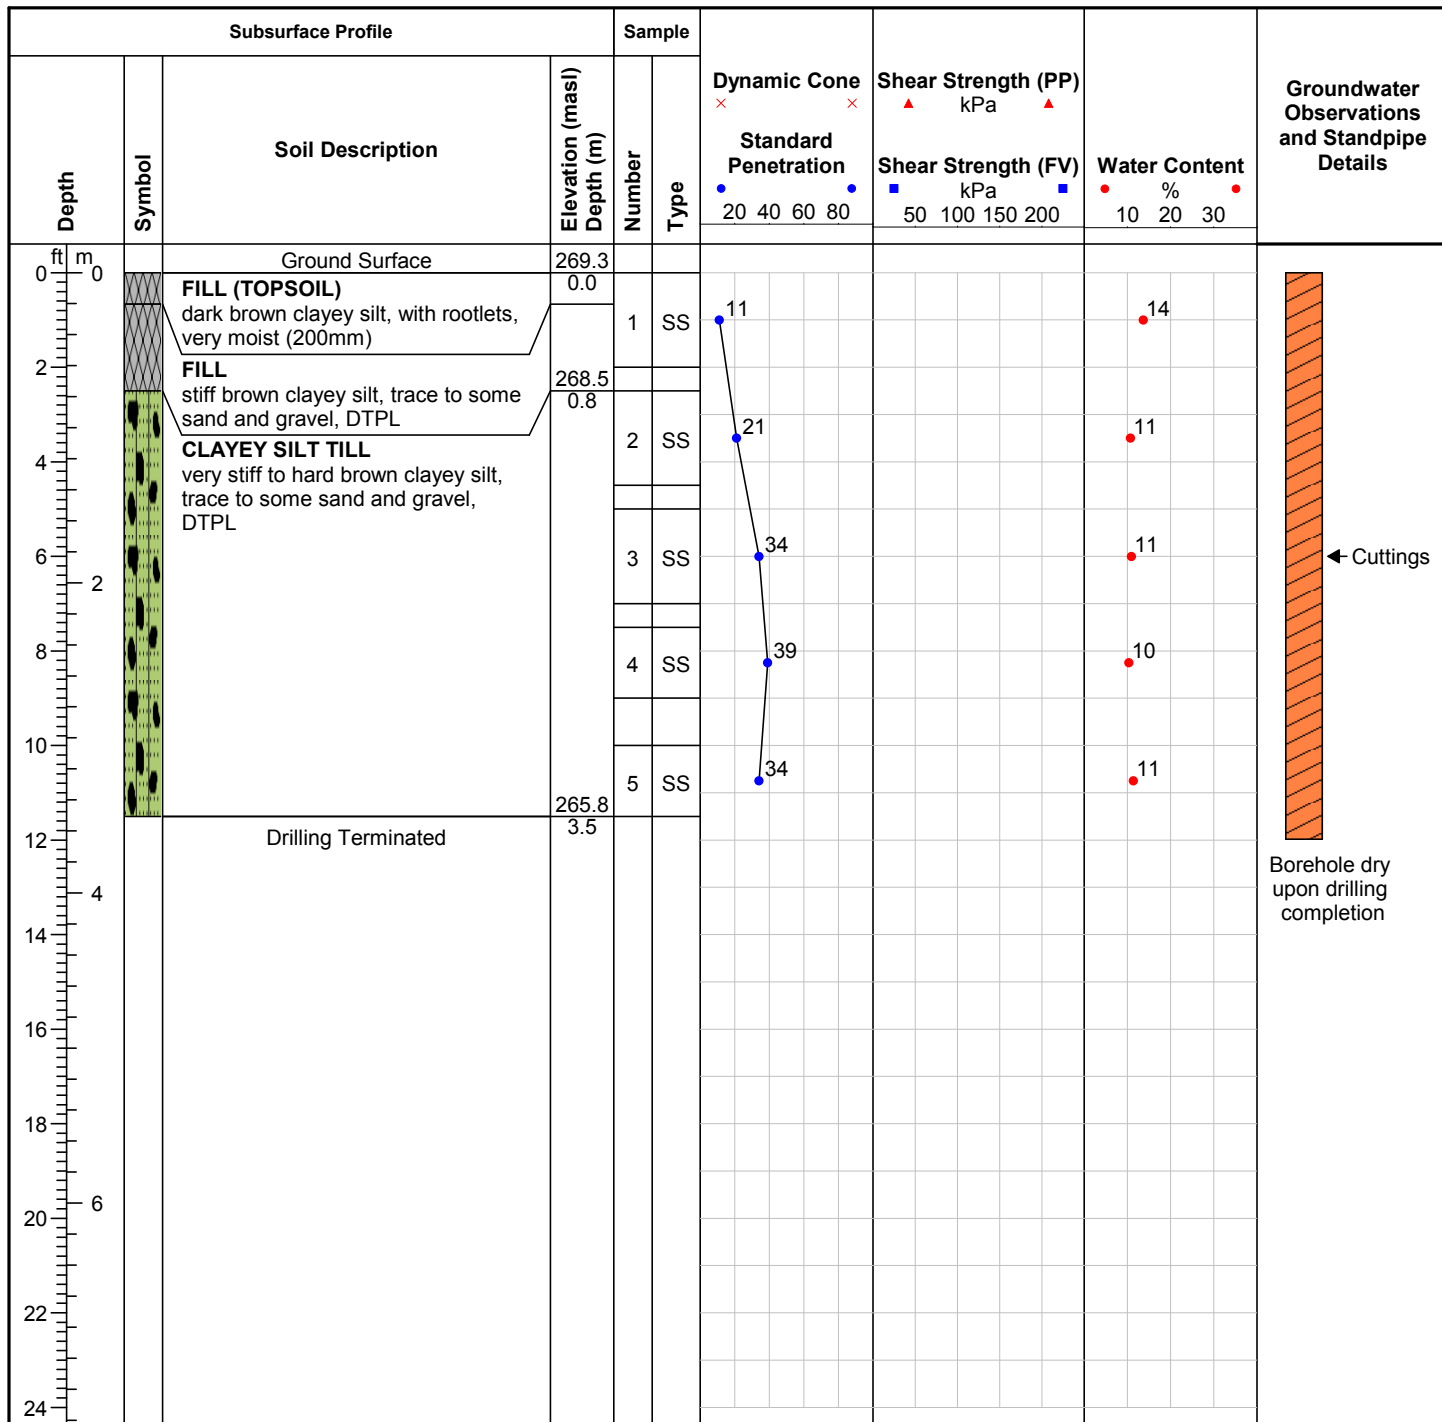 Subsurface Profile
Sample
Depth
Symbol
Soil Description
Elevation (masl)
Depth (m)
Number
Type
Dynamic Cone
Standard
Penetration
20 40 60 80
Shear Strength (PP)
kPa
Shear Strength (FV)
kPa
50 100 150 200
Water Content
%
10 20 30
Groundwater
Observations
and Standpipe
Details
ft m
0 0
2
4
6
2
8
10
12
4
14
16
18
6
20
22
24
Ground Surface
269.3
0.0
FILL (TOPSOIL)
dark brown clayey silt, with rootlets,
very moist (200mm)
FILL
stiff brown clayey silt, trace to some
sand and gravel, DTPL
268.5
0.8
CLAYEY SILT TILL
very stiff to hard brown clayey silt,
trace to some sand and gravel,
DTPL
265.8
3.5
Drilling Terminated
1 SS 11 14
2 SS 21 11
3 SS 34 11
4 SS 39 10
5 SS 34 11
Cuttings
Borehole dry
upon drilling
completion